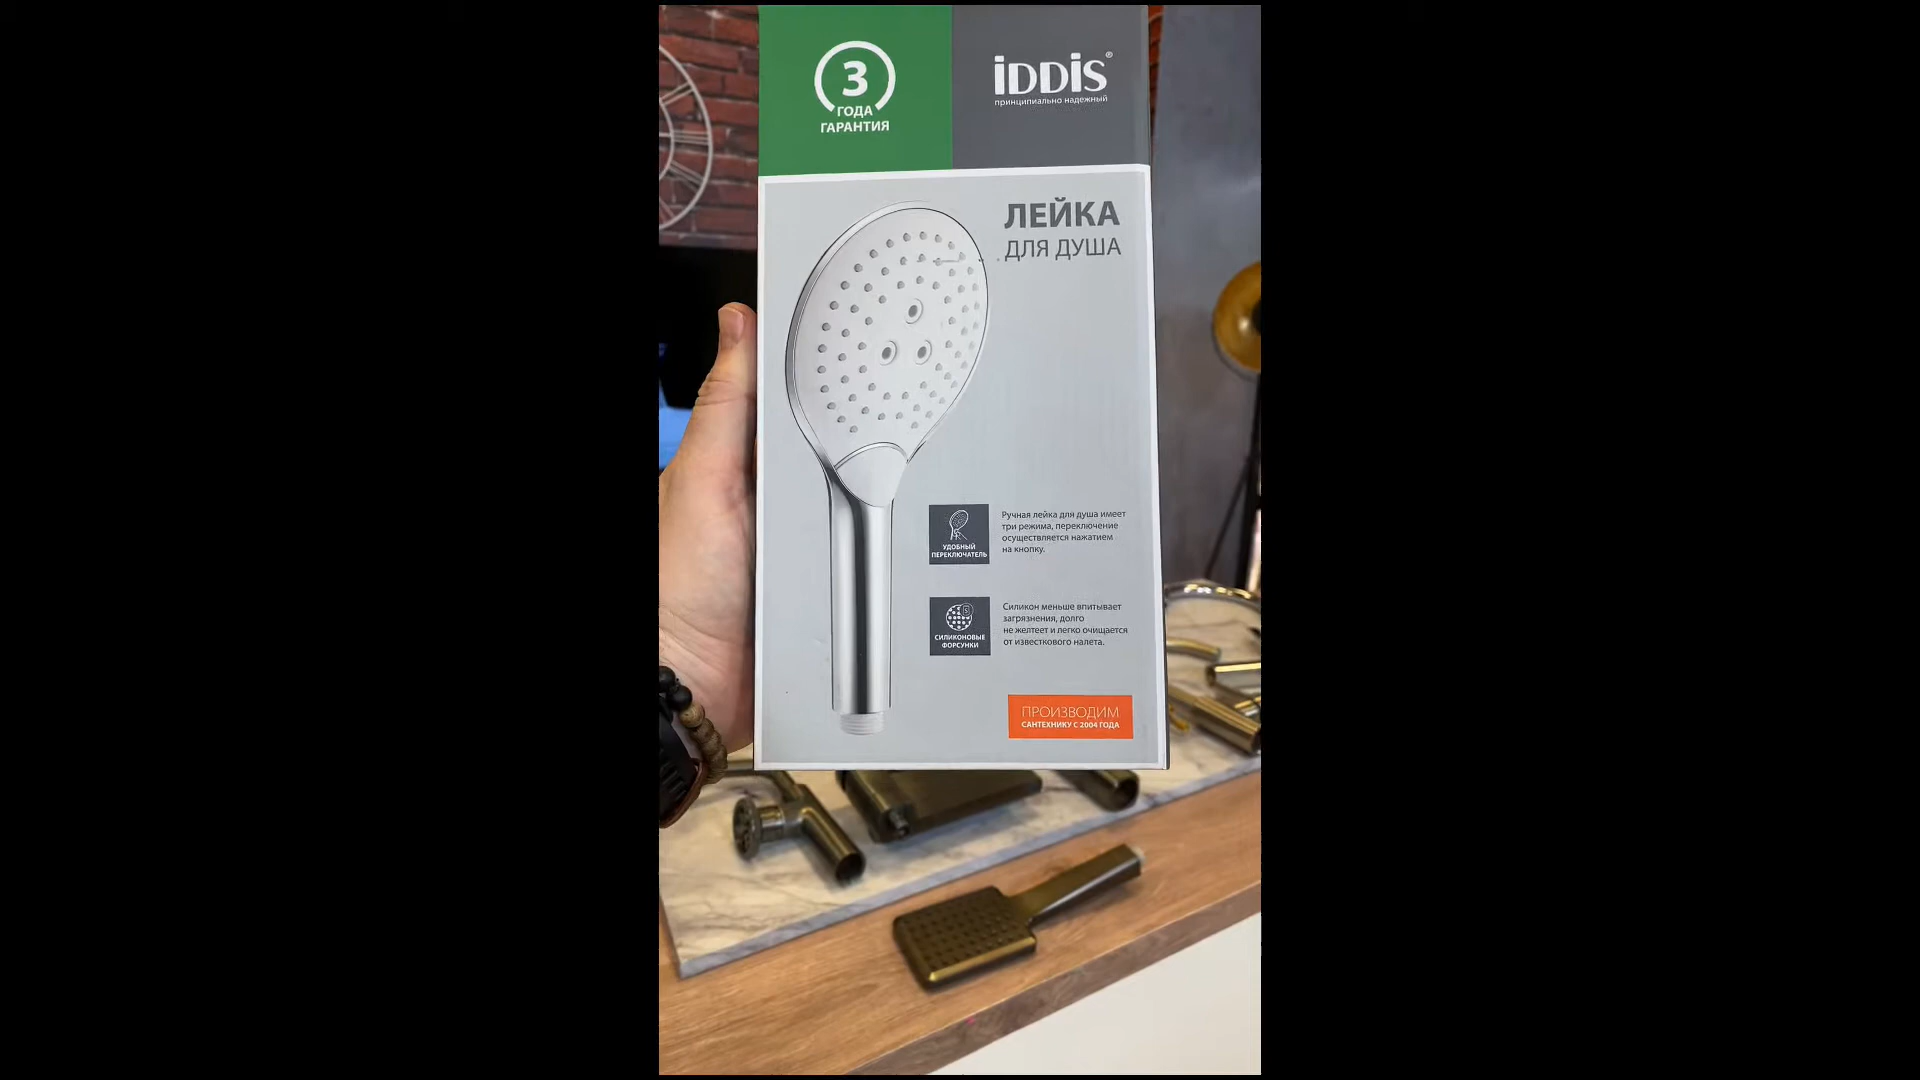 3
ГОДА
ГАРАНТИЯ
iDDiS®
принципиально надежный
ЛЕЙКА
ДЛЯ ДУША
УДОБНЫЙ
ПЕРЕКЛЮЧАТЕЛЬ
Ручная лейка для душа имеет
три режима, переключение
осуществляется нажатием
на кнопку.
СИЛИКОНОВЫЕ
ФОРСУНКИ
Силикон меньше впитывает
загрязнения, долго
не желтеет и легко очищается
от известкового налета.
ПРОИЗВОДИМ
САНТЕХНИКУ С 2004 ГОДА